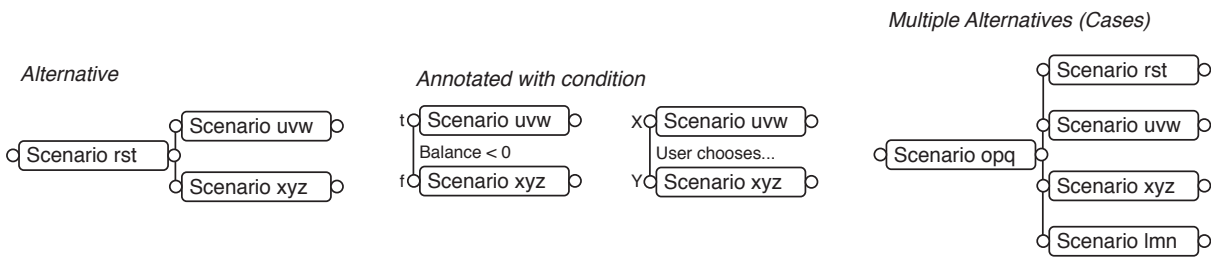 Alternative
Scenario rst
Scenario uvw
Scenario xyz
Annotated with condition
t Scenario uvw
Balance < 0
f Scenario xyz
X Scenario uvw
User chooses...
Y Scenario xyz
Multiple Alternatives (Cases)
Scenario opq
Scenario rst
Scenario uvw
Scenario xyz
Scenario lmn